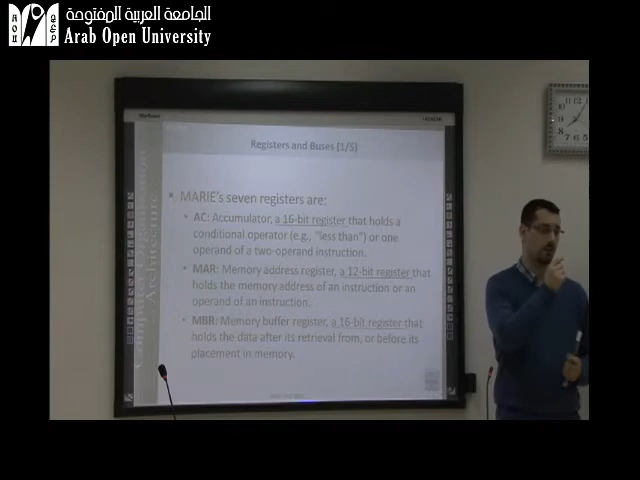 الجامعة العربية المفتوحة
Arab Open University
Registers and Buses (1/5)
• MARIE's seven registers are:
• AC: Accumulator, a 16-bit register that holds a
conditional operator (e.g., "less than") or one
operand of a two-operand instruction.
• MAR: Memory address register, a 12-bit register that
holds the memory address of an instruction or an
operand of an instruction.
• MBR: Memory buffer register, a 16-bit register that
holds the data after its retrieval from, or before its
placement in memory.
Computer Organization
Architecture